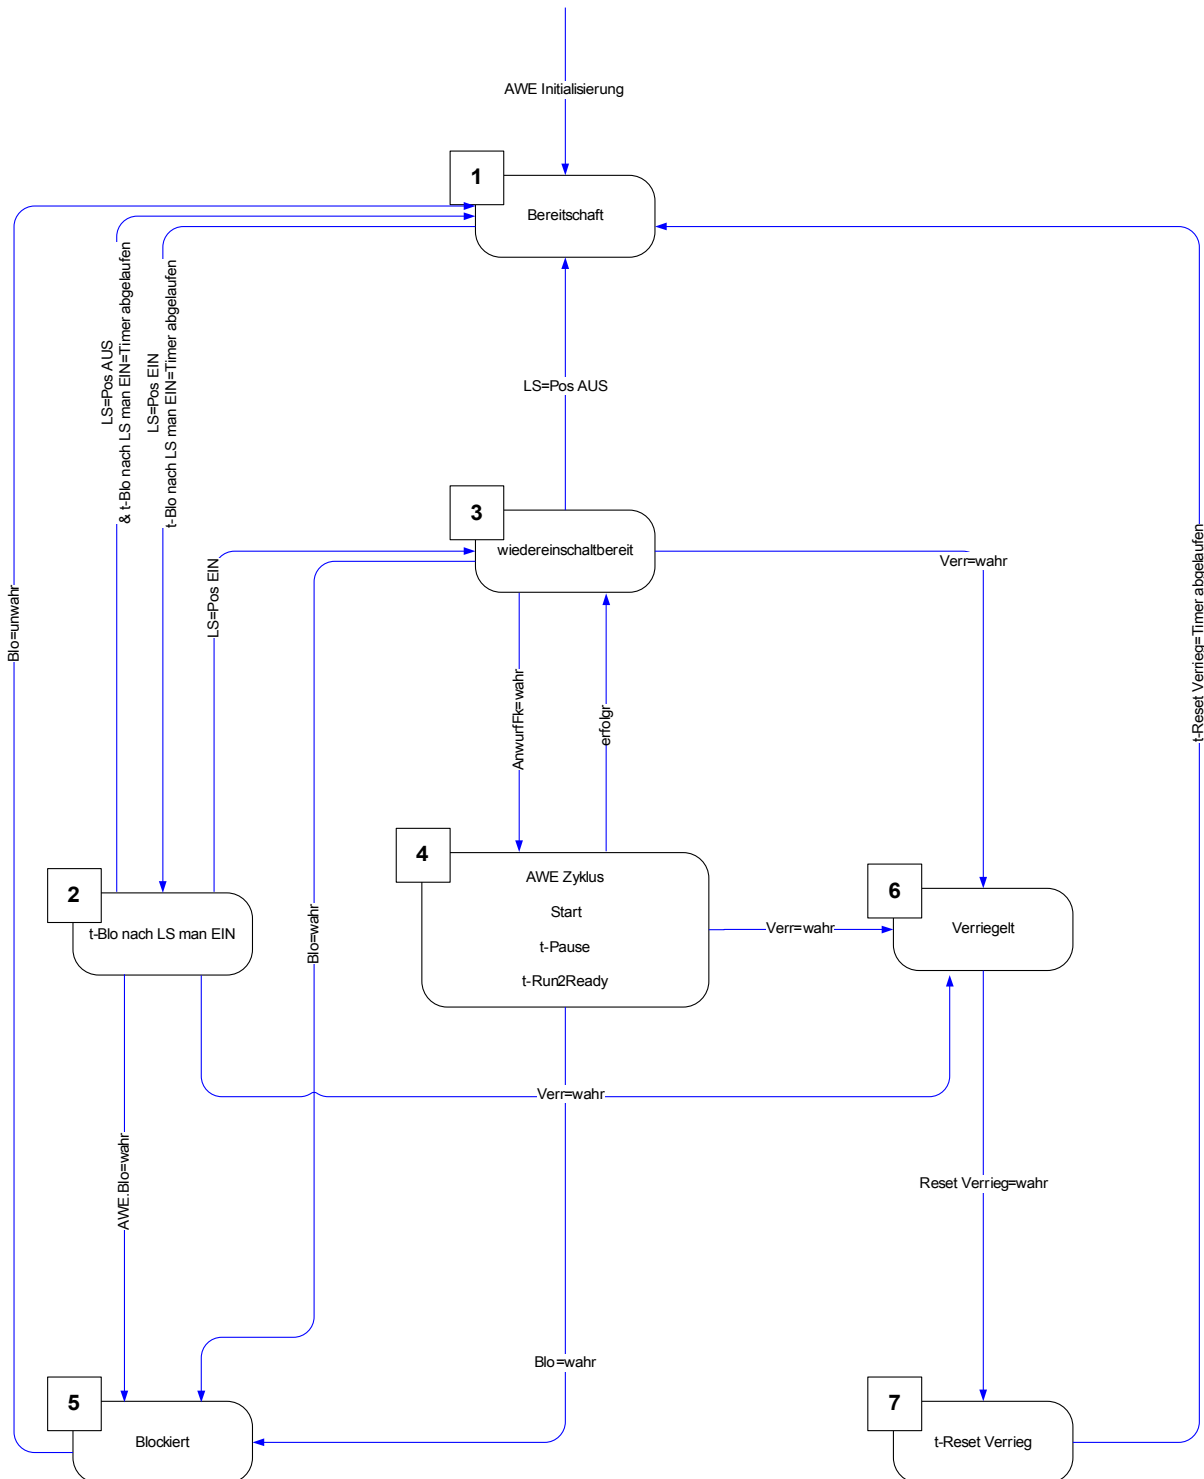 AWE Initialisierung
1
Bereitschaft
LS=Pos AUS
& t-Blo nach LS man EIN=Timer abgelaufen
LS=Pos EIN
t-Blo nach LS man EIN=Timer abgelaufen
LS=Pos AUS
3
wiedereinschaltbereit
Verr=wahr
t-Reset Verrieg=Timer abgelaufen
Blo=unwahr
LS=Pos EIN
AnwurfFk=wahr
erfolgr
4
AWE Zyklus
Start
t-Pause
t-Run2Ready
2
t-Blo nach LS man EIN
Blo=wahr
Verr=wahr
6
Verriegelt
Verr=wahr
AWE.Blo=wahr
Reset Verrieg=wahr
Blo=wahr
5
Blockiert
7
t-Reset Verrieg